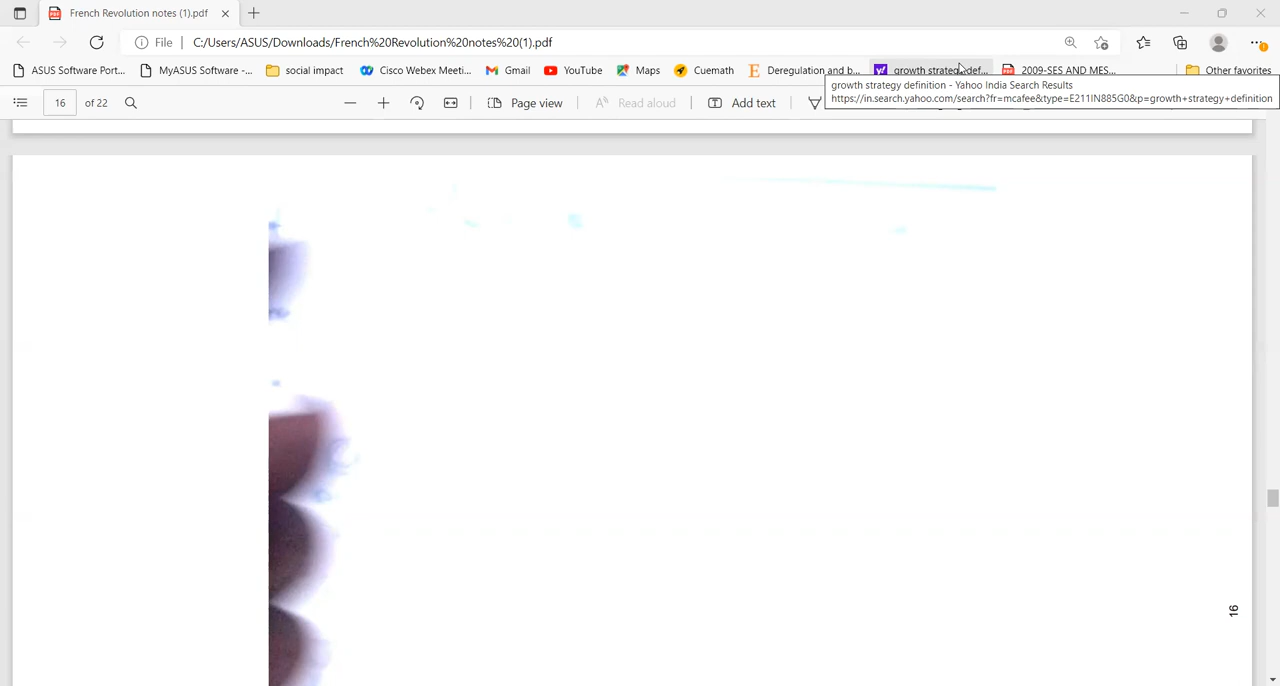 French Revolution notes (1).pdf
File | C:/Users/ASUS/Downloads/French%20Revolution%20notes%20(1).pdf
ASUS Software Port... MyASUS Software -... social impact Cisco Webex Meeti... Gmail YouTube Maps Cuemath Deregulation and b... growth strategy def... 2009-SES AND MES... Other favorites
growth strategy definition - Yahoo India Search Results
https://in.search.yahoo.com/search?fr=mcafee&type=E211IN885G0&p=growth+strategy+definition
16 of 22 Page view Read aloud Add text
16